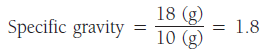 Specific gravity = 18 (g) / 10 (g) = 1.8